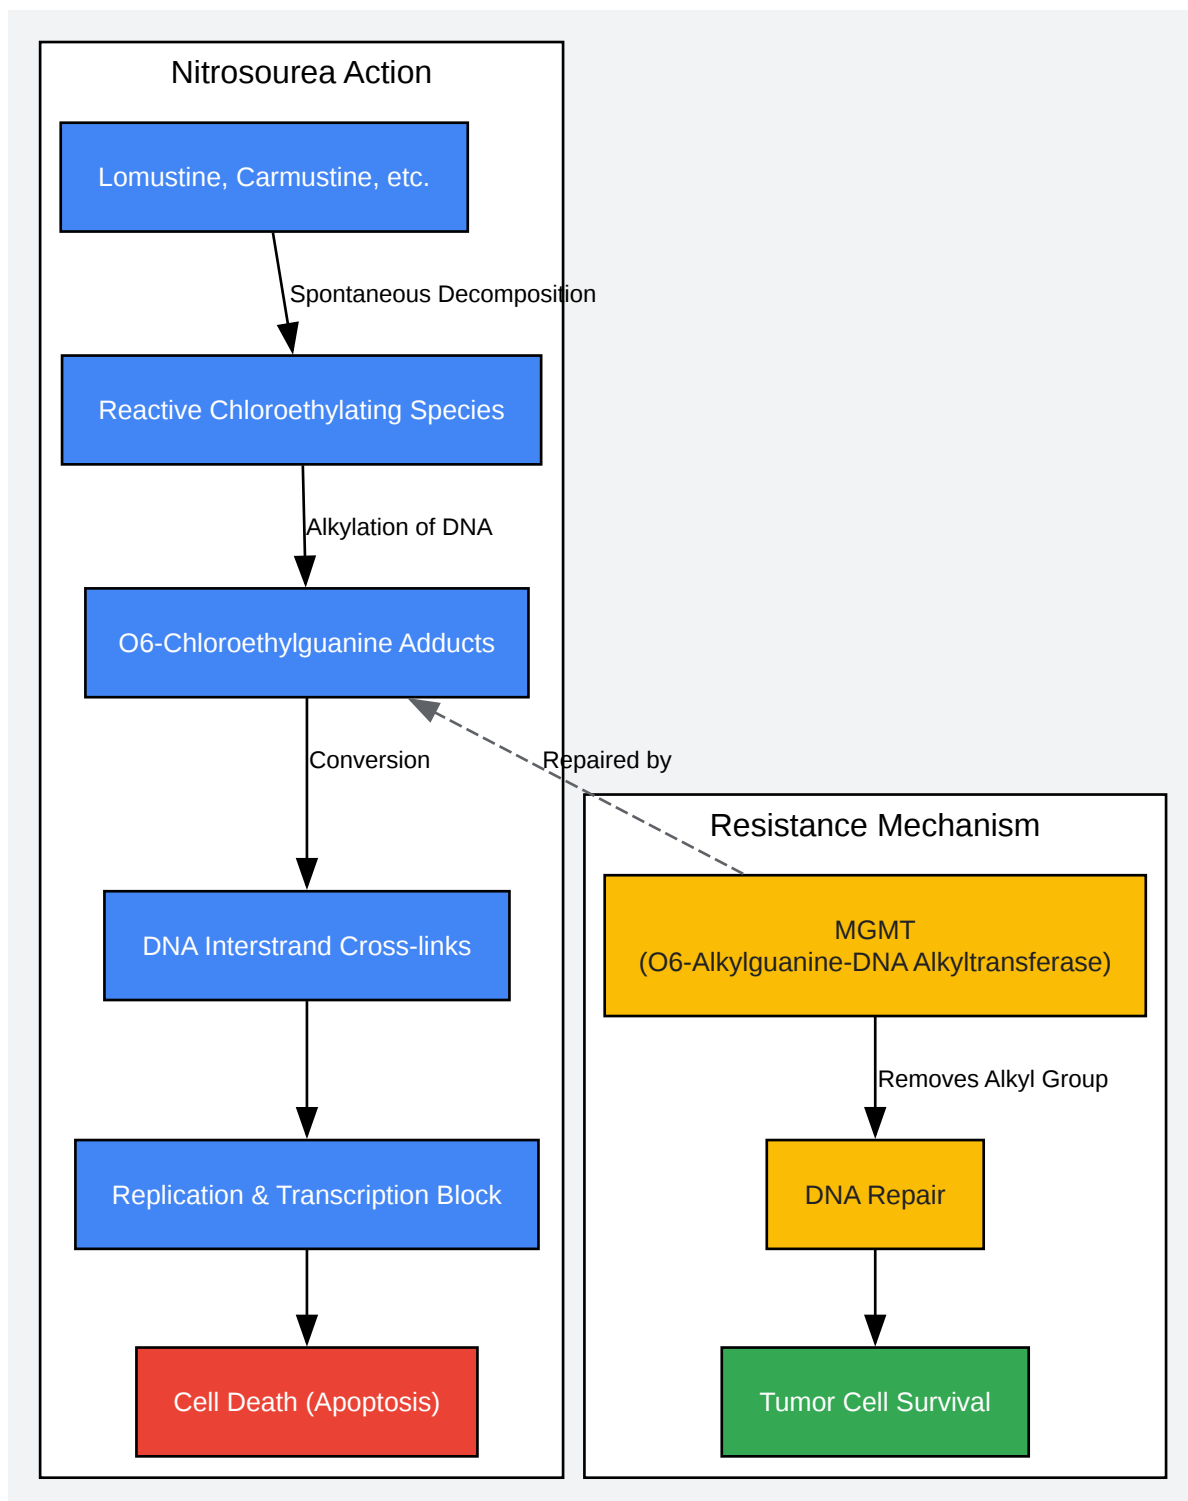 Nitrosourea Action
Lomustine, Carmustine, etc.
Spontaneous Decomposition
Reactive Chloroethylating Species
Alkylation of DNA
O6-Chloroethylguanine Adducts
Conversion
Repaired by
DNA Interstrand Cross-links
Replication & Transcription Block
Cell Death (Apoptosis)
Resistance Mechanism
MGMT
(O6-Alkylguanine-DNA Alkyltransferase)
Removes Alkyl Group
DNA Repair
Tumor Cell Survival